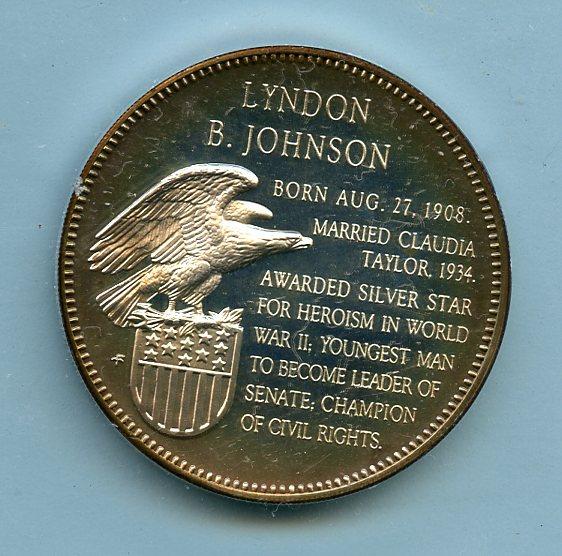 LYNDON
B. JOHNSON
BORN AUG. 27, 1908.
MARRIED CLAUDIA
TAYLOR, 1934.
AWARDED SILVER STAR
FOR HEROISM IN WORLD
WAR II; YOUNGEST MAN
TO BECOME LEADER OF
SENATE; CHAMPION
OF CIVIL RIGHTS.